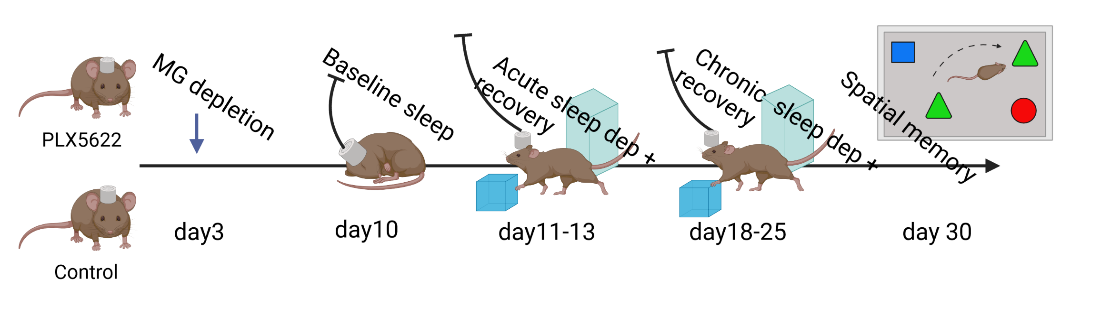 PLX5622
Control
MG depletion
Baseline sleep
Acute sleep dep +
recovery
Chronic sleep dep +
recovery
Spatial memory
day3
day10
day11-13
day18-25
day 30